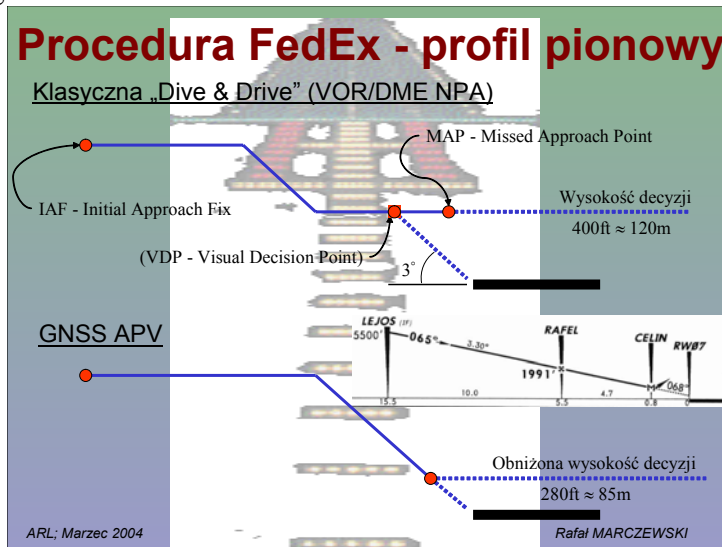 Procedura FedEx - profil pionowy
Klasyczna „Dive & Drive” (VOR/DME NPA)
MAP - Missed Approach Point
IAF - Initial Approach Fix
Wysokość decyzji
400ft ≈ 120m
(VDP - Visual Decision Point)
3°
GNSS APV
LEJOS (IF)
5500'
065°
3.30°
RAFEL
1991'
CELIN
RW07
M
068°
10.0
4.7
15.5
5.5
0.8
0
Obniżona wysokość decyzji
280ft ≈ 85m
ARL; Marzec 2004
Rafał MARCZEWSKI